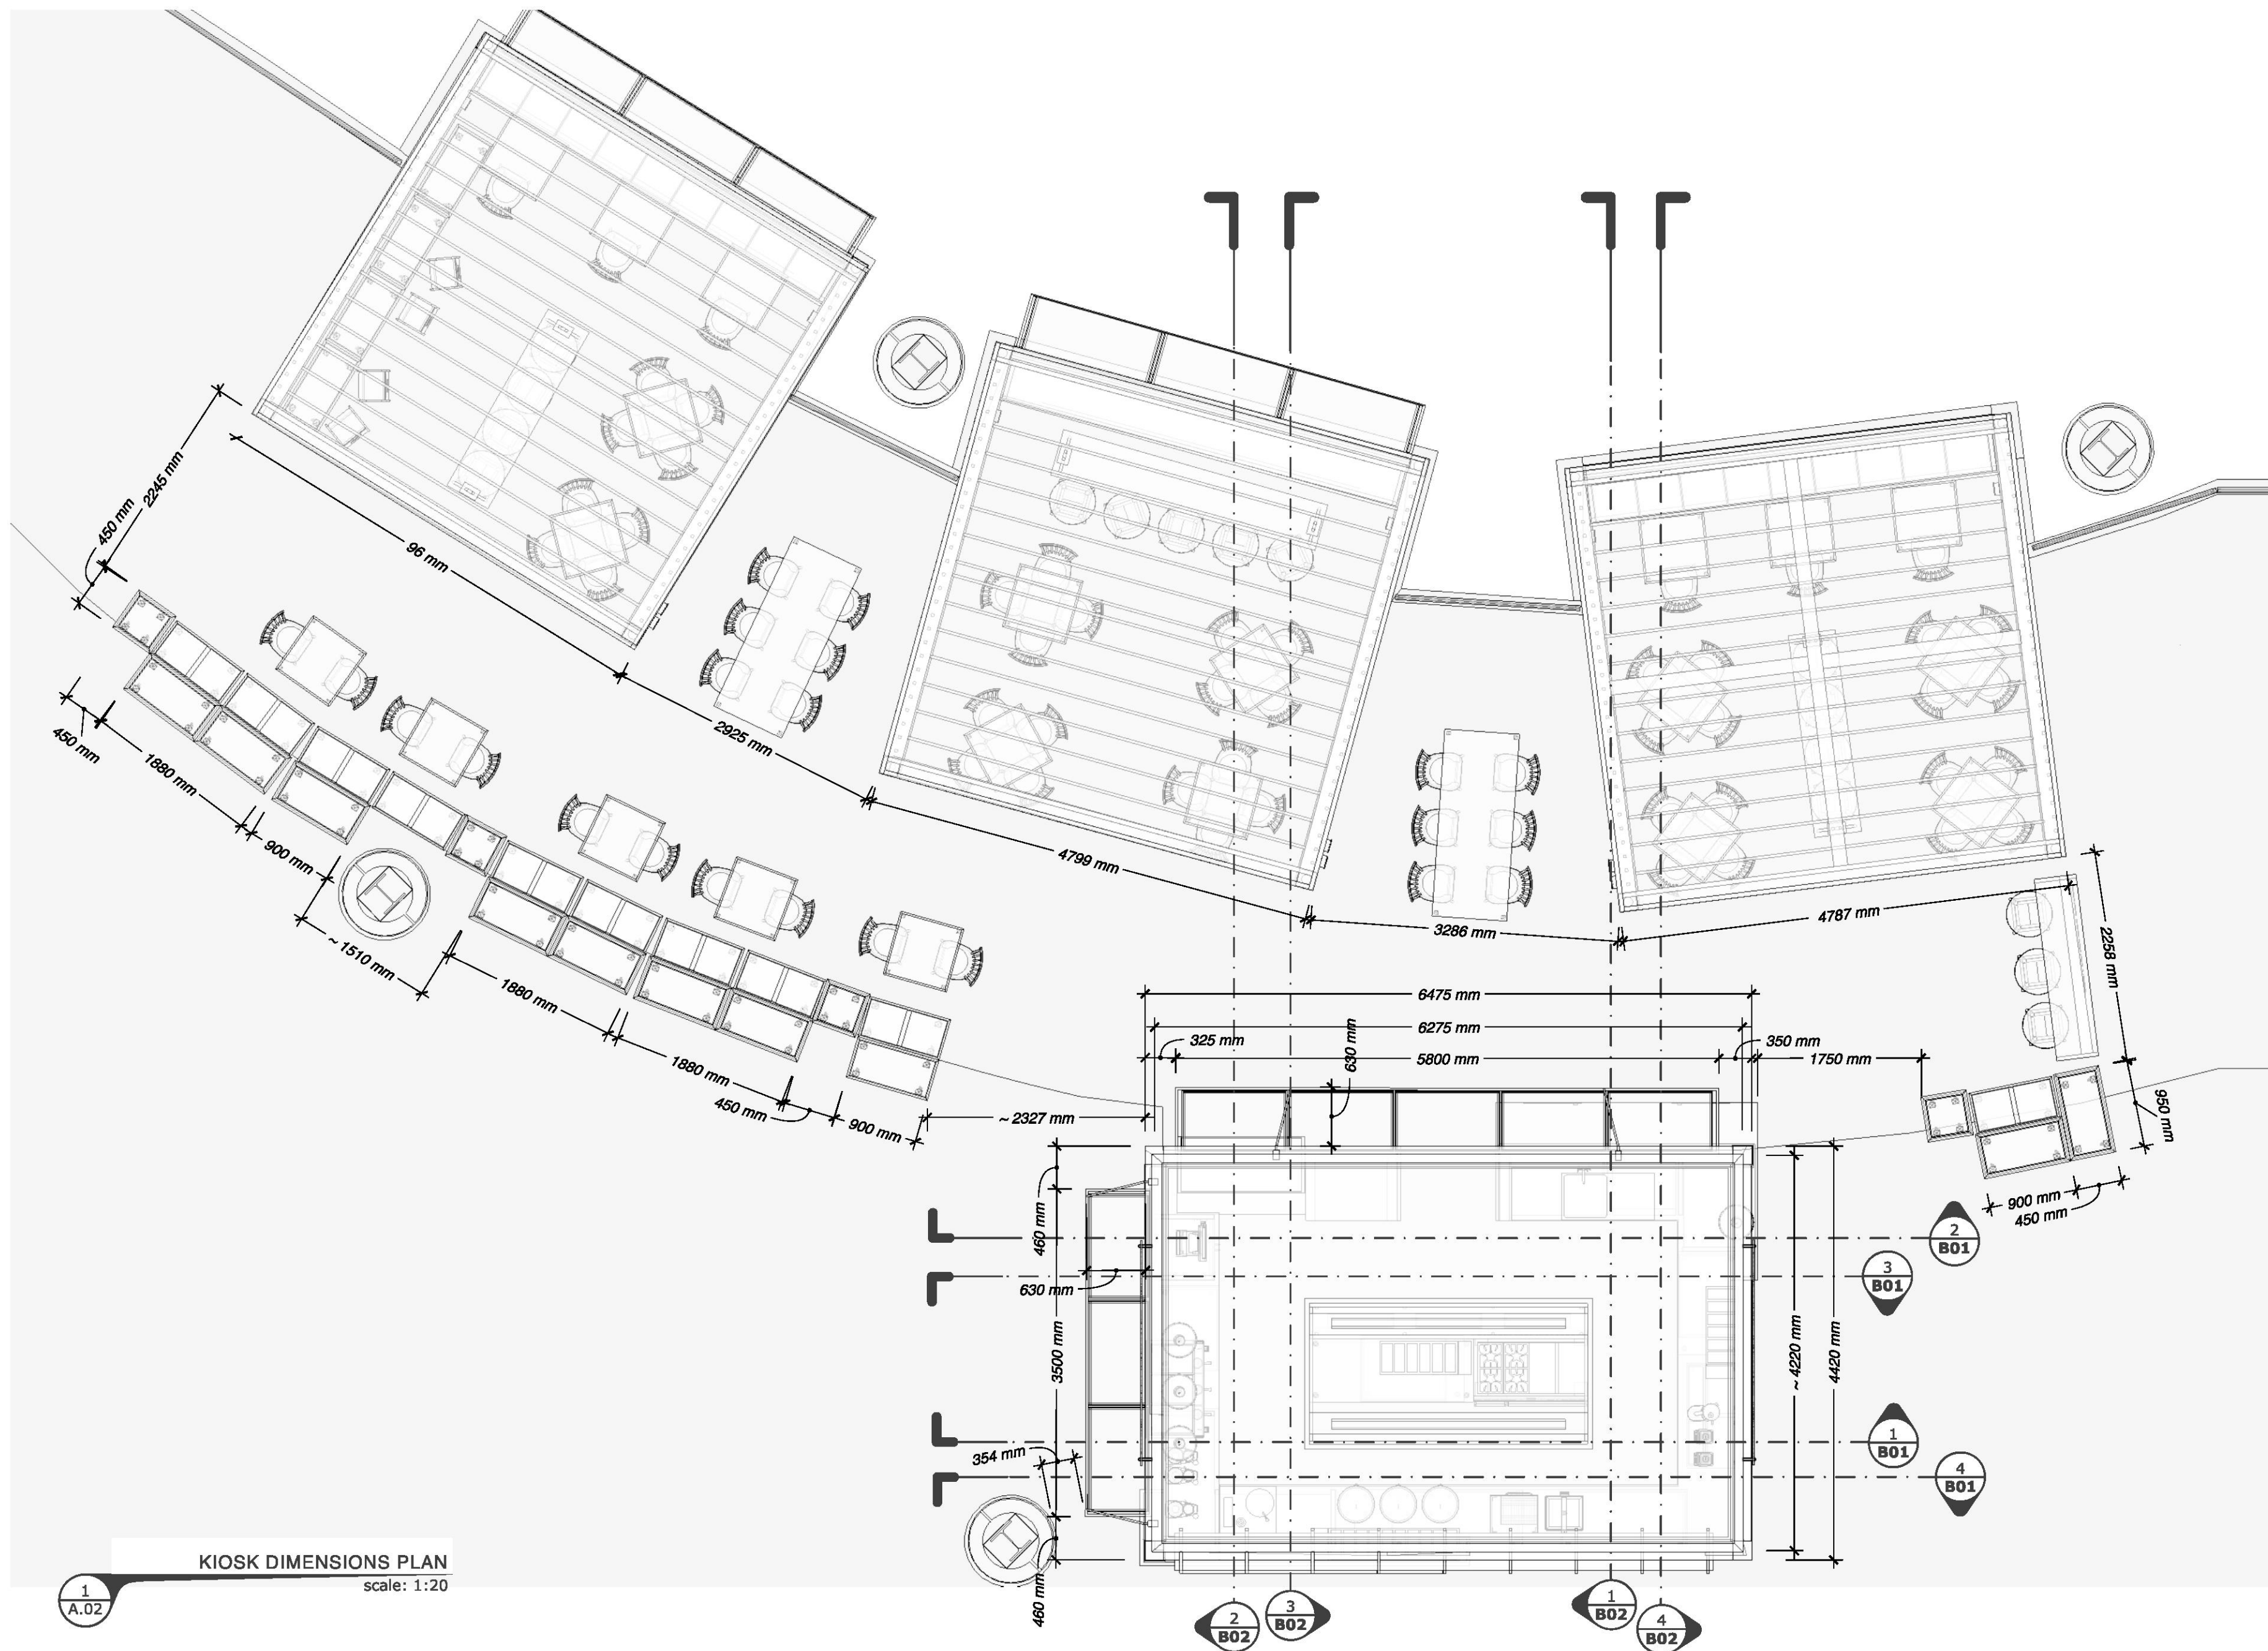 2245 mm
450 mm
96 mm
450 mm
1880 mm
900 mm
~ 1510 mm
2925 mm
4799 mm
3286 mm
4787 mm
2258 mm
1880 mm
1880 mm
450 mm
900 mm
~ 2327 mm
6475 mm
6275 mm
325 mm
5800 mm
630 mm
350 mm
1750 mm
950 mm
900 mm
450 mm
460 mm
630 mm
3500 mm
354 mm
460 mm
~ 4220 mm
4420 mm
2
B01
3
B01
1
B01
4
B01
2
B02
3
B02
1
B02
4
B02
KIOSK DIMENSIONS PLAN
scale: 1:20
1
A.02